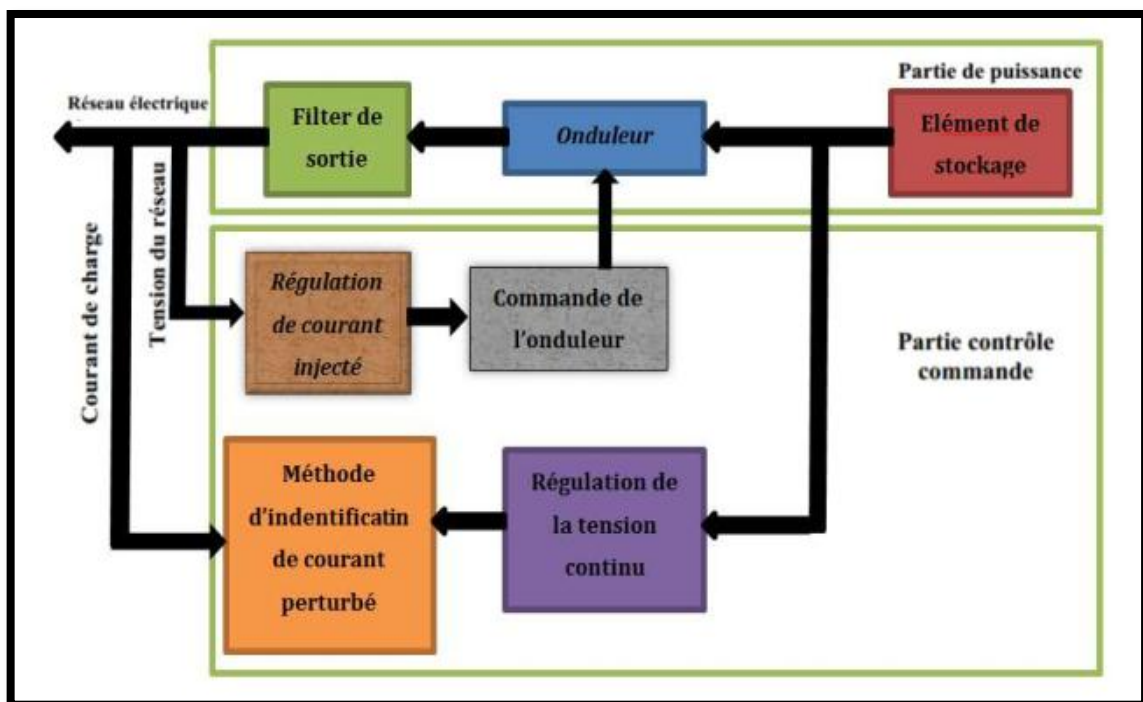 Partie de puissance
Réseau électrique
Filter de
sortie
Onduleur
Elément de
stockage
Courant de charge
Tension du réseau
Régulation
de courant
injecté
Commande de
l'onduleur
Partie contrôle
commande
Méthode
d'indentificatin
de courant
perturbé
Régulation de
la tension
continu